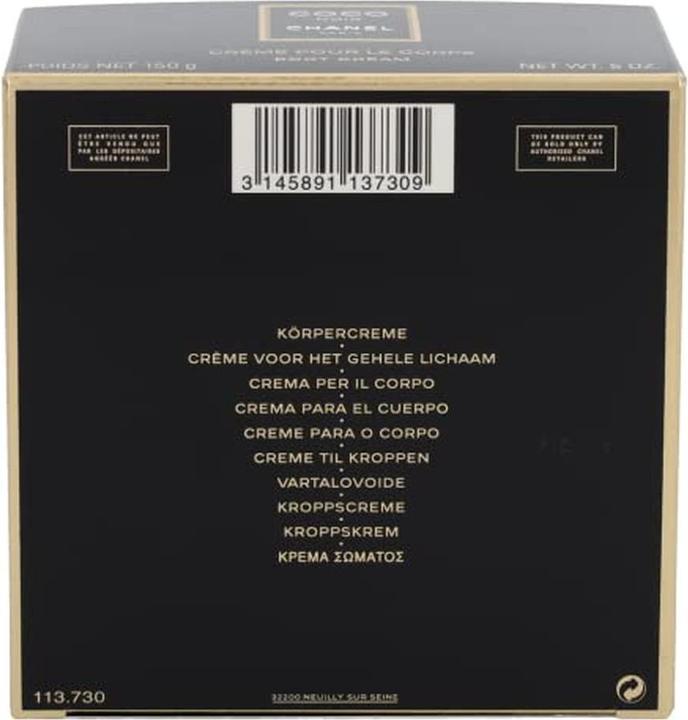 COCO
NOIR
CHANEL
PARIS
CRÈME POUR LE CORPS
BODY CREAM
POIDS NET 150 g
NET WT. 5 OZ.
CET ARTICLE NE PEUT
ÊTRE VENDU QUE
PAR LES DÉPOSITAIRES
AGRÉÉS CHANEL
THIS PRODUCT CAN
BE SOLD ONLY BY
AUTHORIZED CHANEL
RETAILERS
3 145891 137309
KÖRPERCREME
CRÈME VOOR HET GEHELE LICHAAM
CREMA PER IL CORPO
CREMA PARA EL CUERPO
CREME PARA O CORPO
CREME TIL KROPPEN
VARTALOVOIDE
KROPPSCREME
KROPPSKREM
ΚΡΕΜΑ ΣΩΜΑΤΟΣ
113.730
92200 NEUILLY SUR SEINE